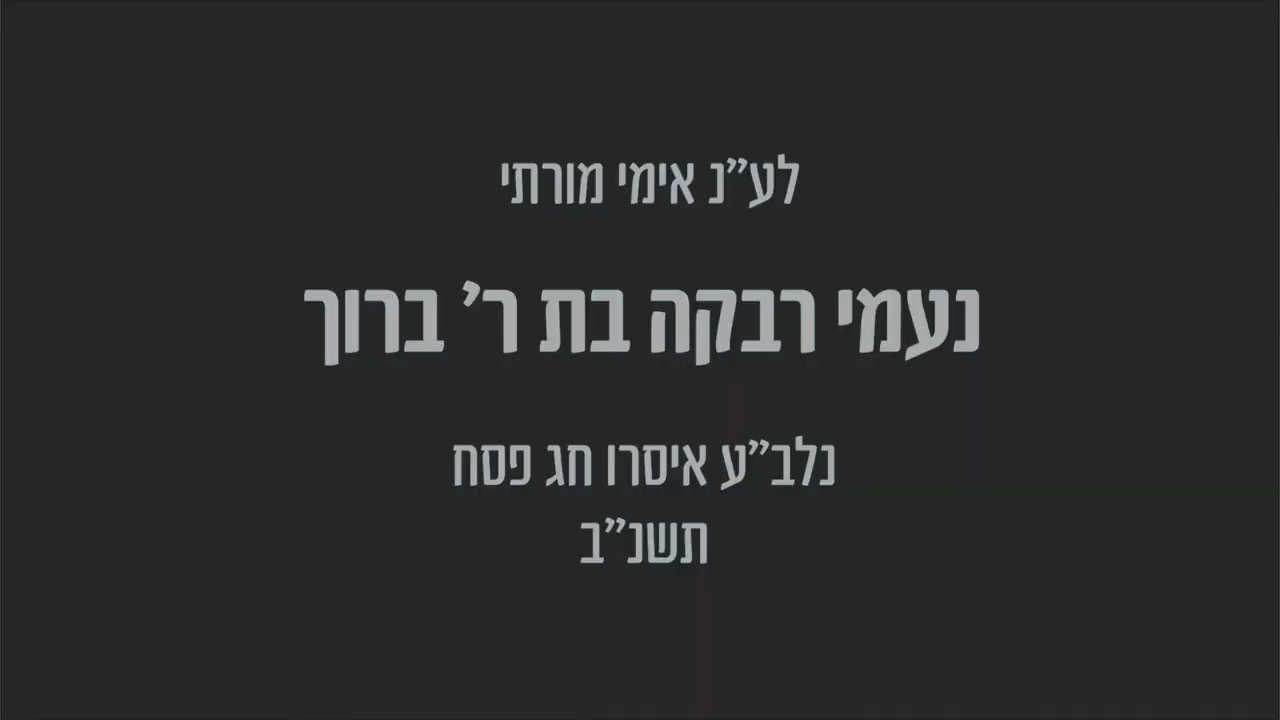 לע"נ אימי מורתי
נעמי רבקה בת ר' ברוך
נלב"ע איסרו חג פסח
תשנ"ב